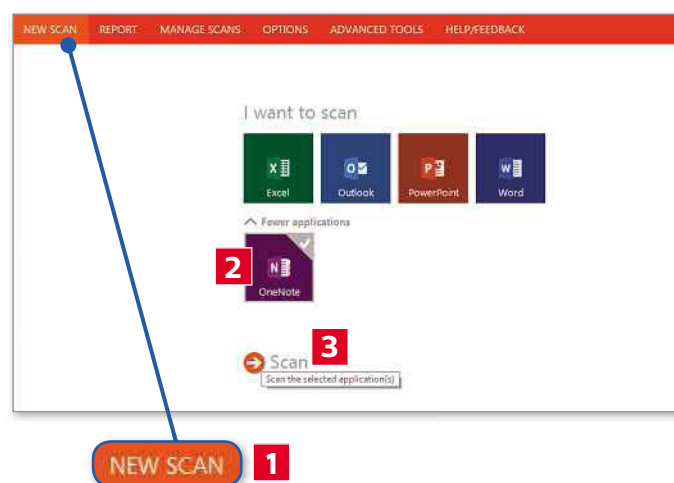 NEW SCAN REPORT MANAGE SCANS OPTIONS ADVANCED TOOLS HELP/FEEDBACK
I want to scan
X O P W
Excel Outlook PowerPoint Word
Fewer applications
2
N
OneNote
Scan 3
Scan the selected application(s)
NEW SCAN 1